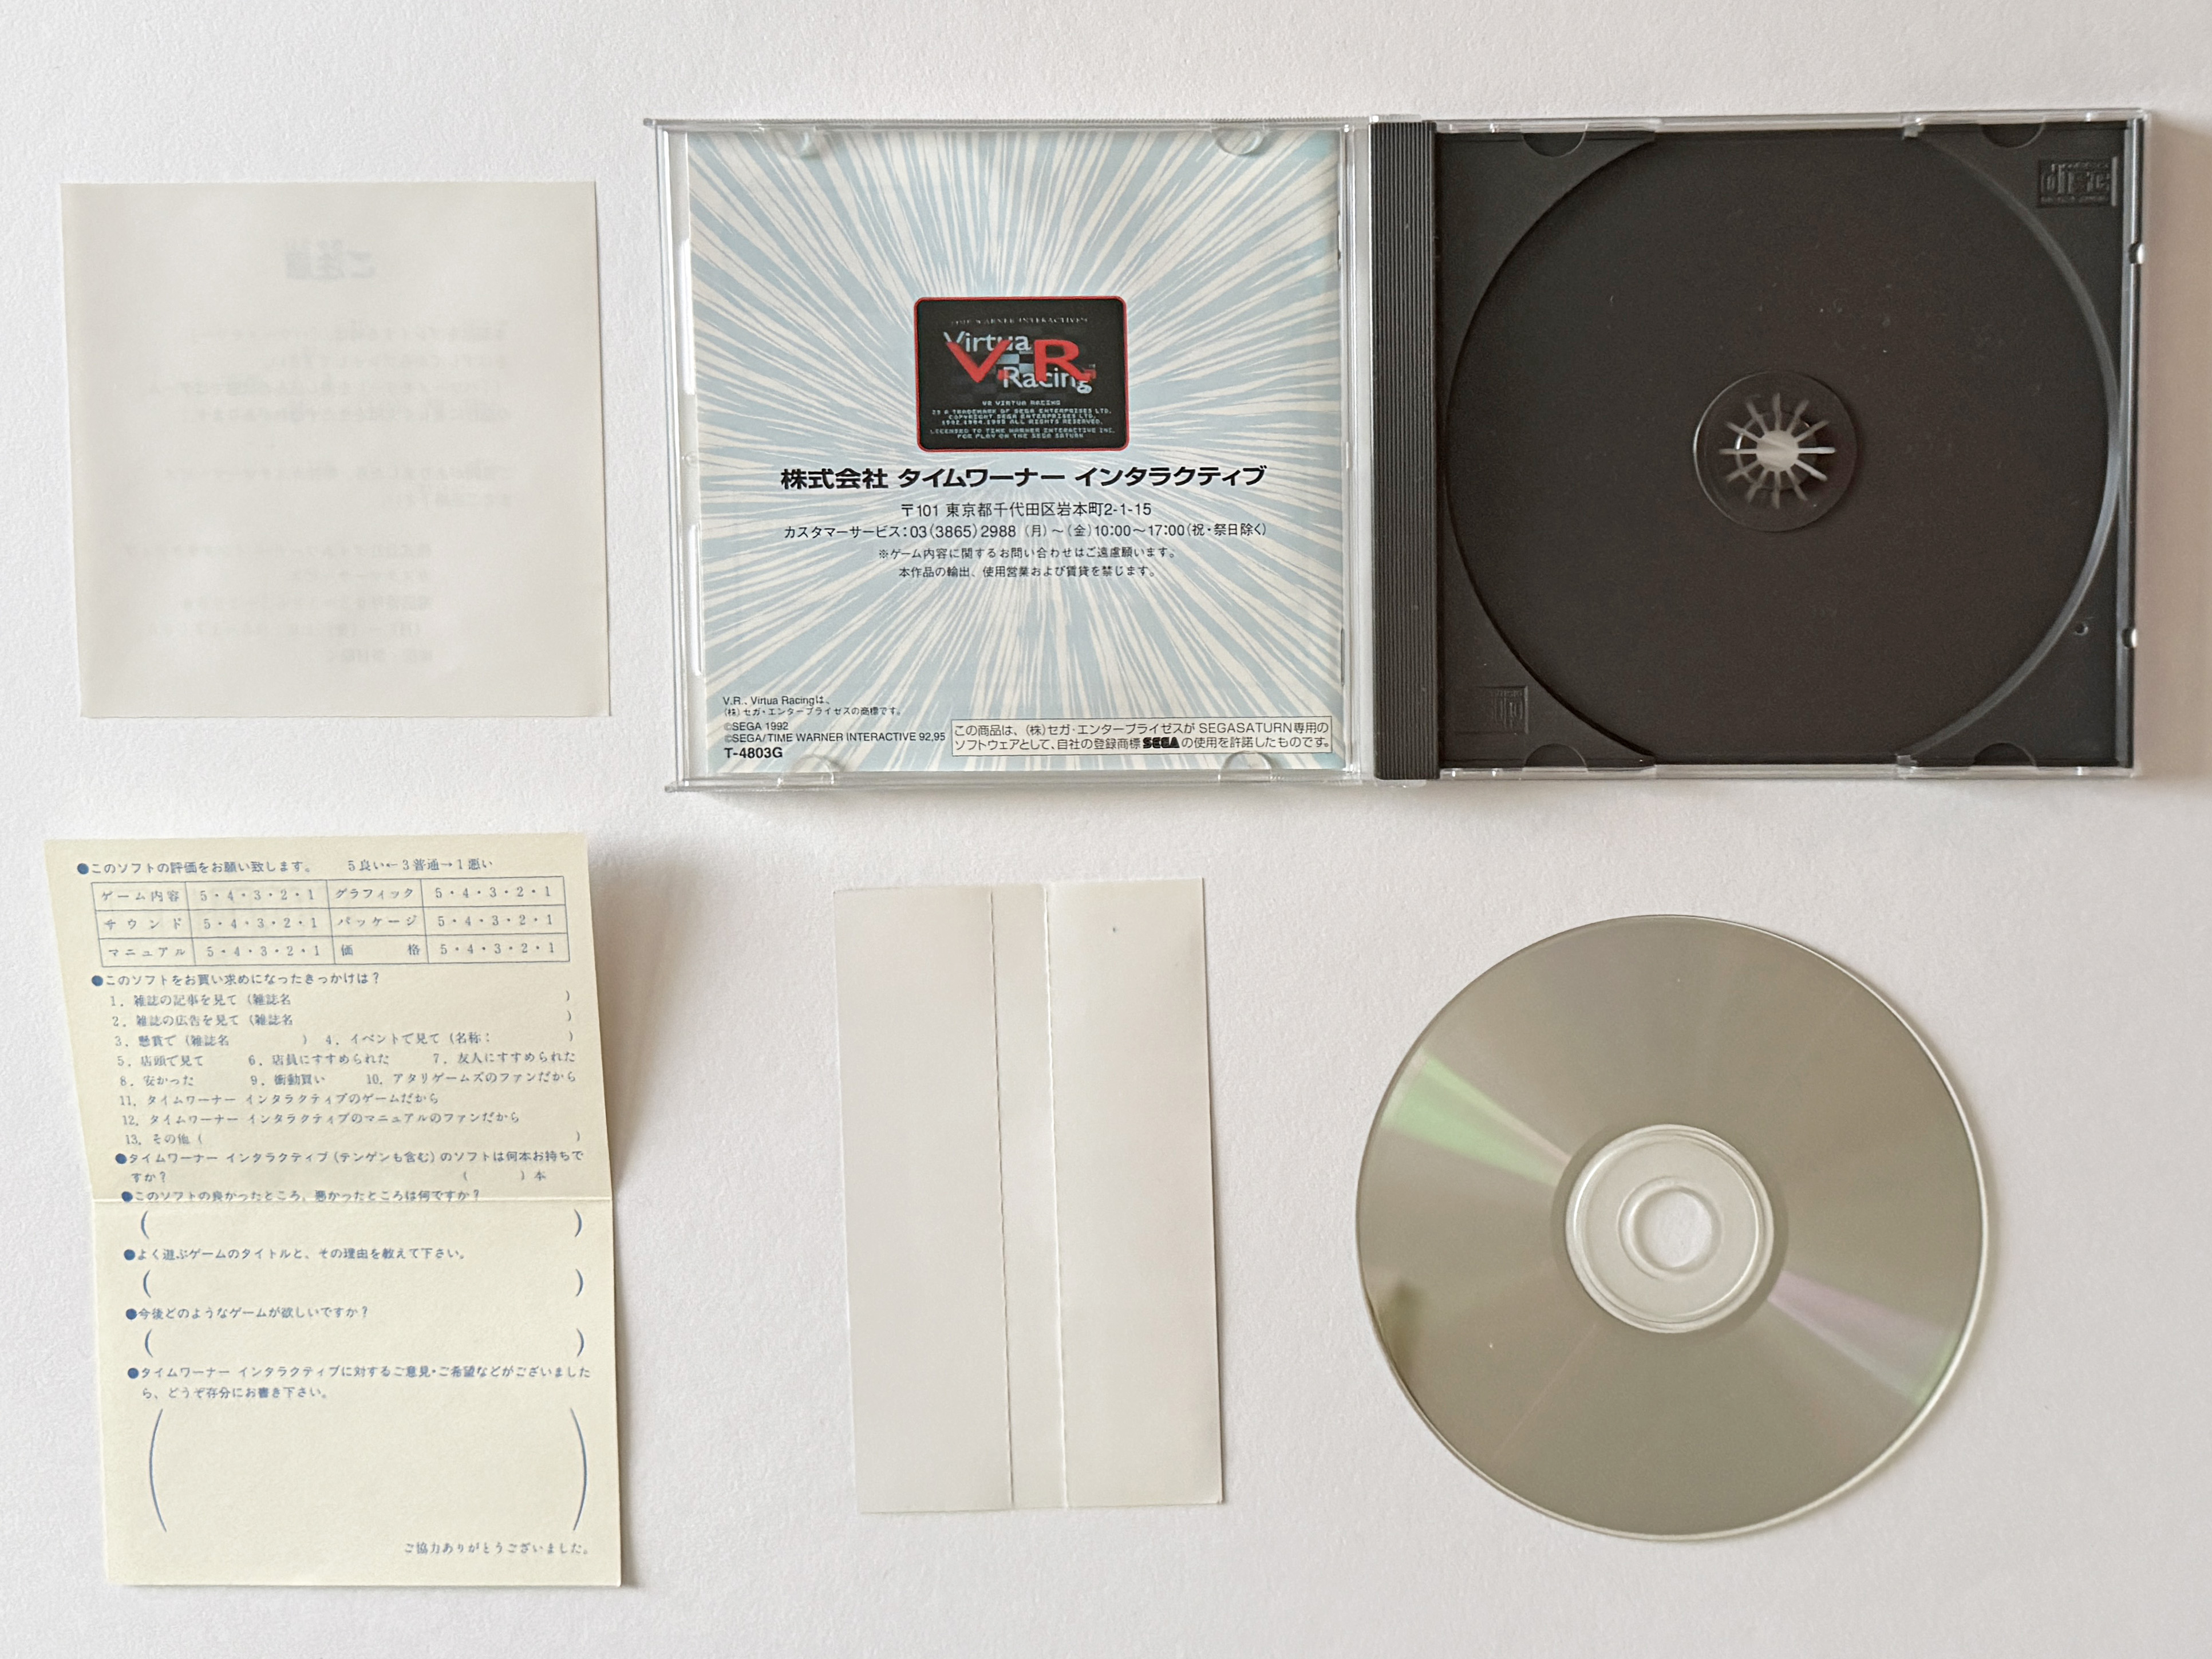 TIME WARNER INTERACTIVE
Virtua
V.R.
Racing
VR VIRTUA RACING
IS A TRADEMARK OF SEGA ENTERPRISES LTD.
COPYRIGHT SEGA ENTERPRISES LTD.
1992,1994,1995 ALL RIGHTS RESERVED.
LICENSED TO TIME WARNER INTERACTIVE INC.
FOR PLAY ON THE SEGA SATURN
株式会社 タイムワーナー インタラクティブ
〒101 東京都千代田区岩本町2-1-15
カスタマーサービス：03(3865)2988 (月)〜(金)10:00〜17:00(祝・祭日除く)
※ゲーム内容に関するお問い合わせはご遠慮願います。
本作品の輸出、使用営業および賃貸を禁じます。
V.R.、Virtua Racingは、
(株)セガ・エンタープライゼスの商標です。
©SEGA 1992
©SEGA/TIME WARNER INTERACTIVE 92,95
T-4803G
この商品は、(株)セガ・エンタープライゼスが SEGASATURN専用の
ソフトウェアとして、自社の登録商標 SEGA の使用を許諾したものです。
disc
●このソフトの評価をお願い致します。 5良い←3普通→1悪い
ゲーム内容 5・4・3・2・1 グラフィック 5・4・3・2・1
サウンド 5・4・3・2・1 パッケージ 5・4・3・2・1
マニュアル 5・4・3・2・1 価格 5・4・3・2・1
●このソフトをお買い求めになったきっかけは？
1．雑誌の記事を見て（雑誌名 ）
2．雑誌の広告を見て（雑誌名 ）
3．懸賞で（雑誌名 ） 4．イベントで見て（名称： ）
5．店頭で見て 6．店員にすすめられた 7．友人にすすめられた
8．安かった 9．衝動買い 10．アタリゲームズのファンだから
11．タイムワーナー インタラクティブのゲームだから
12．タイムワーナー インタラクティブのマニュアルのファンだから
13．その他（ ）
●タイムワーナー インタラクティブ（テンゲンも含む）のソフトは何本お持ちで
すか？ （ ）本
●このソフトの良かったところ、悪かったところは何ですか？
（ ）
●よく遊ぶゲームのタイトルと、その理由を教えて下さい。
（ ）
●今後どのようなゲームが欲しいですか？
（ ）
●タイムワーナー インタラクティブに対するご意見・ご希望などがございました
ら、どうぞ存分にお書き下さい。
（ ）
ご協力ありがとうございました。